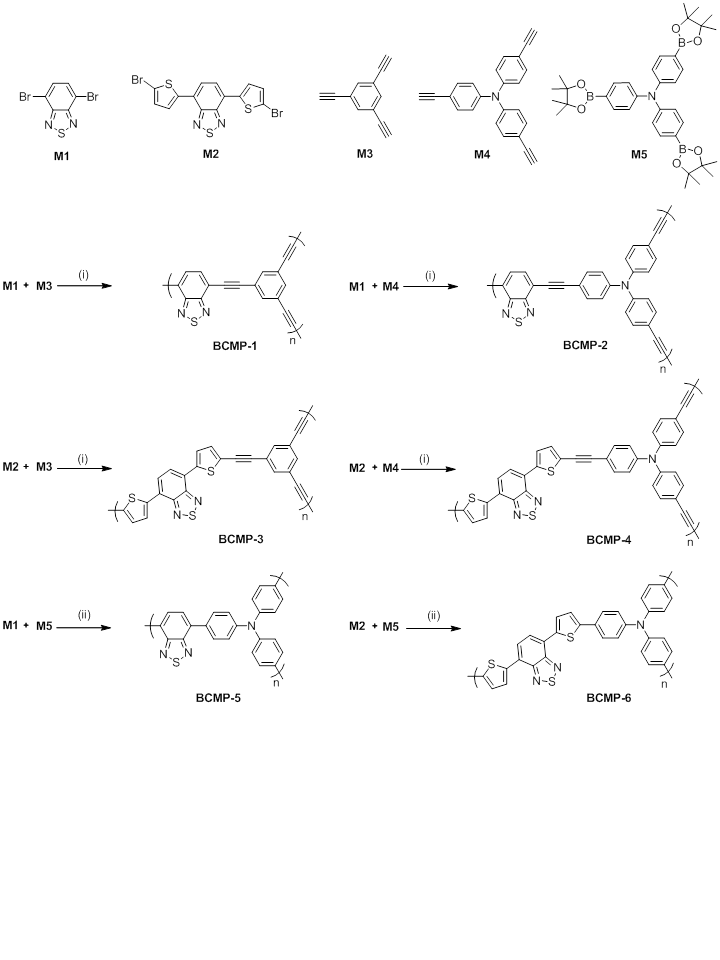 Br Br N N S
M1
Br S N N S S Br
M2
M3
N
M4
O B O N O B O B O O
M5
M1 + M3 (i) N N S n
BCMP-1
M1 + M4 (i) N N S N n
BCMP-2
M2 + M3 (i) S S N N S n
BCMP-3
M2 + M4 (i) S S N N S N n
BCMP-4
M1 + M5 (ii) N N S N n
BCMP-5
M2 + M5 (ii) S S N N S N n
BCMP-6